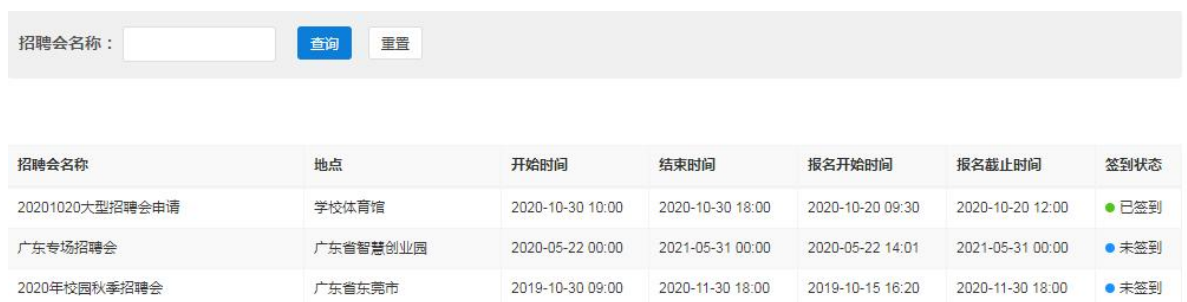 招聘会名称： 查询 重置
招聘会名称 地点 开始时间 结束时间 报名开始时间 报名截止时间 签到状态
20201020大型招聘会申请 学校体育馆 2020-10-30 10:00 2020-10-30 18:00 2020-10-20 09:30 2020-10-20 12:00 已签到
广东专场招聘会 广东省智慧创业园 2020-05-22 00:00 2021-05-31 00:00 2020-05-22 14:01 2021-05-31 00:00 未签到
2020年校园秋季招聘会 广东省东莞市 2019-10-30 09:00 2020-11-30 18:00 2019-10-15 16:20 2020-11-30 18:00 未签到